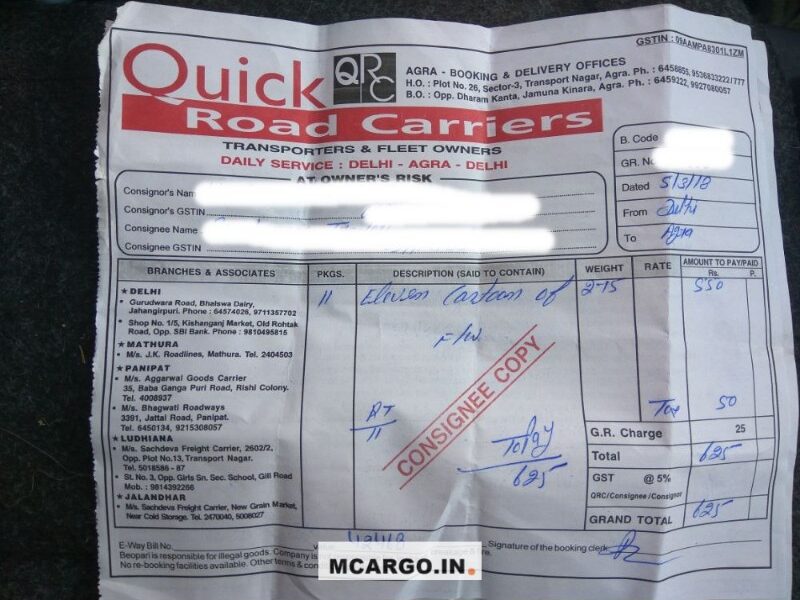 GSTIN : 09AAMPA8301L1ZM
Quick
QRC
Road Carriers
AGRA - BOOKING & DELIVERY OFFICES
H.O. : Plot No. 26, Sector-3, Transport Nagar, Agra. Ph. : 6458855, 9536833222/777
B.O. : Opp. Dharam Kanta, Jamuna Kinara, Agra. Ph. : 6459322, 9927080057
TRANSPORTERS & FLEET OWNERS
DAILY SERVICE : DELHI - AGRA - DELHI
AT OWNER'S RISK
B. Code
GR. No
Dated 5/3/18
From Delhi
To Agra
Consignor's Name
Consignor's GSTIN
Consignee Name
Consignee GSTIN
BRANCHES & ASSOCIATES PKGS. DESCRIPTION (SAID TO CONTAIN) WEIGHT RATE AMOUNT TO PAY/PAID
Rs. P.
★ DELHI
• Gurudwara Road, Bhalswa Dairy,
Jahangirpuri. Phone : 64574026, 9711357702
• Shop No. 1/5, Kishanganj Market, Old Rohtak
Road, Opp. SBI Bank. Phone : 9810495815
★ MATHURA
• M/s. J.K. Roadlines, Mathura. Tel. 2404503
★ PANIPAT
• M/s. Aggarwal Goods Carrier
35, Baba Ganga Puri Road, Rishi Colony.
Tel. 4008937
• M/s. Bhagwati Roadways
3391, Jattal Road, Panipat.
Tel. 6450134, 9215308057
★ LUDHIANA
• M/s. Sachdeva Freight Carrier, 2602/2,
Opp. Plot No.13, Transport Nagar.
Tel. 5018586 - 87
• St. No. 3, Opp. Girls Sn. Sec. School, Gill Road
Mob. : 9814392256
★ JALANDHAR
• M/s. Sachdeva Freight Carrier, New Grain Market,
Near Cold Storage. Tel. 2470040, 5008027
11 Eleven Cartoon of 2-15 550
F/W
CONSIGNEE COPY
11
Topay
625
50
G.R. Charge 25
Total 625
GST @ 5%
QRC/Consignee/Consignor
GRAND TOTAL 625
E-Way Bill No. value
Signature of the booking clerk
Beopari is responsible for illegal goods. Company is
No re-booking facilities available. Other terms &
MCARGO.IN.